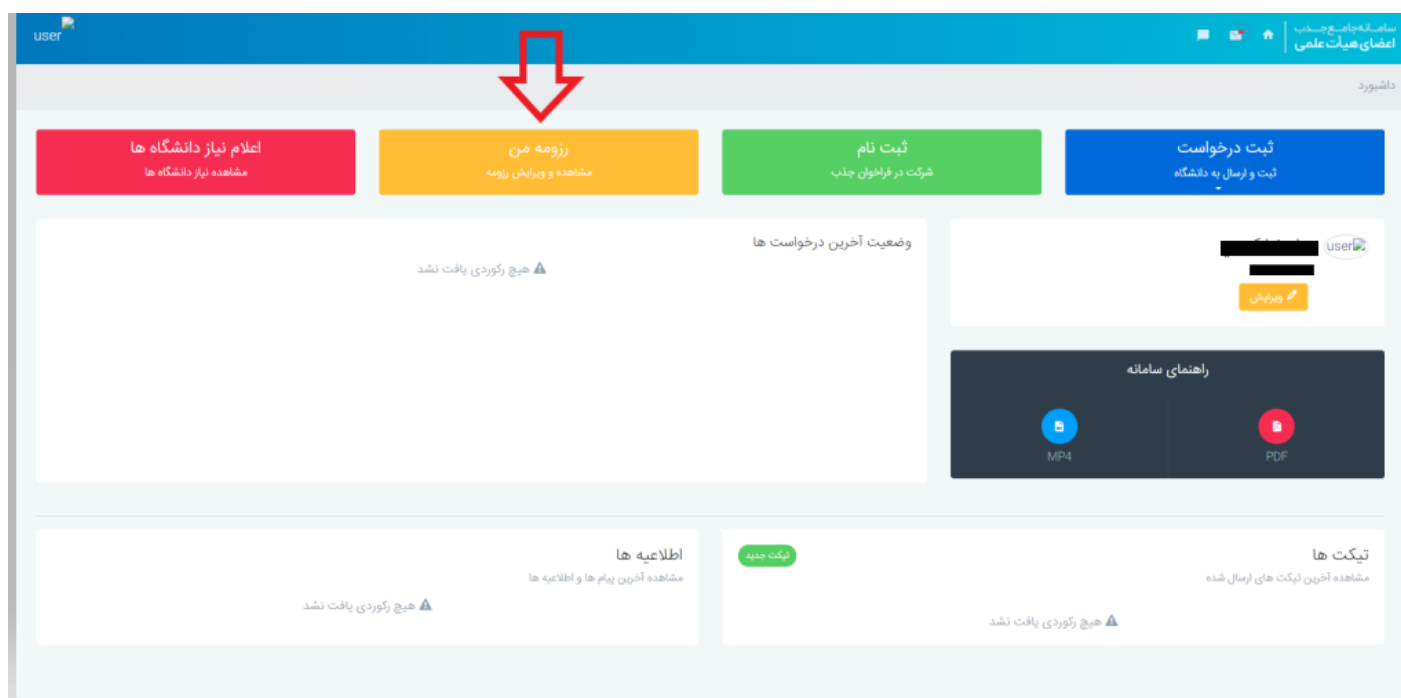 سامانه جامع جذب
اعضای هیأت علمی
user
داشبورد
ثبت درخواست
ثبت و ارسال به دانشگاه
ثبت نام
شرکت در فراخوان جذب
رزومه من
مشاهده و ویرایش رزومه
اعلام نیاز دانشگاه ها
مشاهده نیاز دانشگاه ها
user
ویرایش
وضعیت آخرین درخواست ها
هیچ رکوردی یافت نشد
راهنمای سامانه
PDF
MP4
تیکت ها
تیکت جدید
مشاهده آخرین تیکت های ارسال شده
هیچ رکوردی یافت نشد
اطلاعیه ها
مشاهده آخرین پیام ها و اطلاعیه ها
هیچ رکوردی یافت نشد